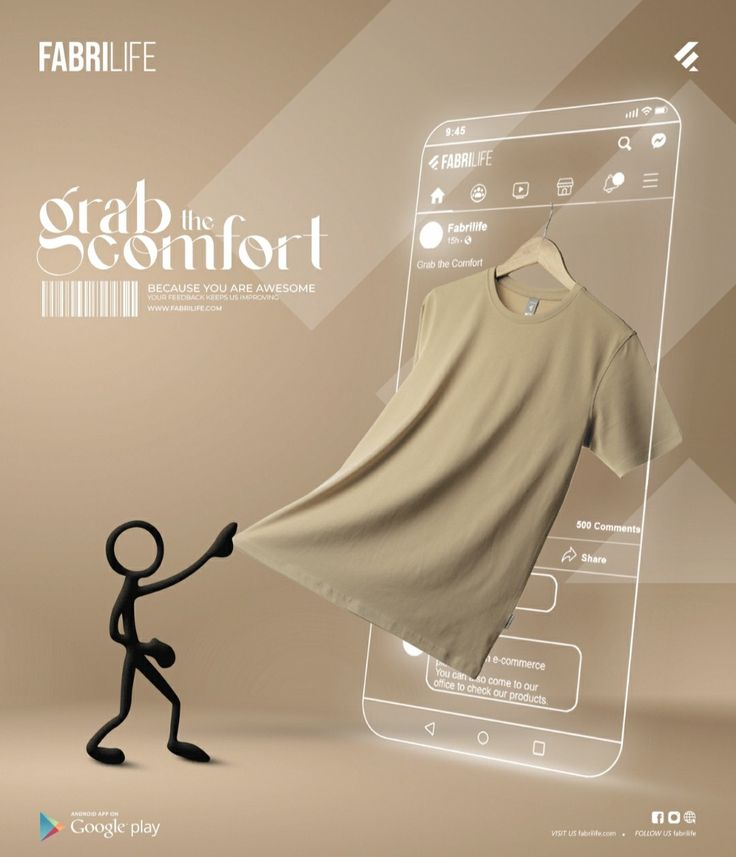 FABRILIFE
grab the
comfort
BECAUSE YOU ARE AWESOME
YOUR FEEDBACK KEEPS US IMPROVING
WWW.FABRILIFE.COM
9:45
FABRILIFE
Fabrilife
15h
Grab the Comfort
500 Comments
Share
e-commerce
You can also come to our
office to check our products.
ANDROID APP ON
Google play
VISIT US fabrilife.com • FOLLOW US fabrilife